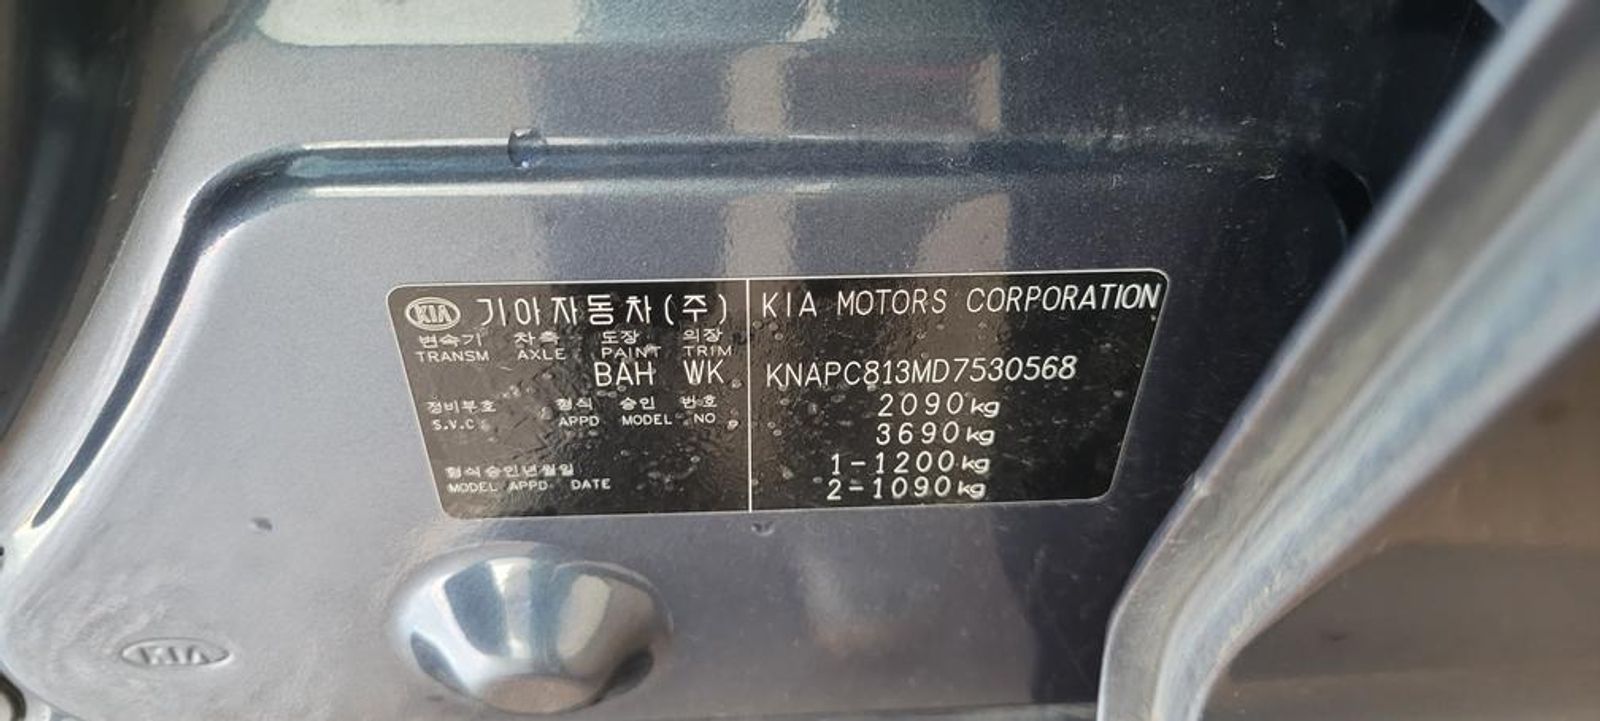 KIA 기아자동차(주) KIA MOTORS CORPORATION
변속기 차축 도장 의장
TRANSM AXLE PAINT TRIM
BAH WK KNAPC813MD7530568
정비부호 형식 승인 번호 2090kg
S.V.C APPD MODEL NO 3690kg
형식승인년월일 1-1200kg
MODEL APPD DATE 2-1090kg
KIA